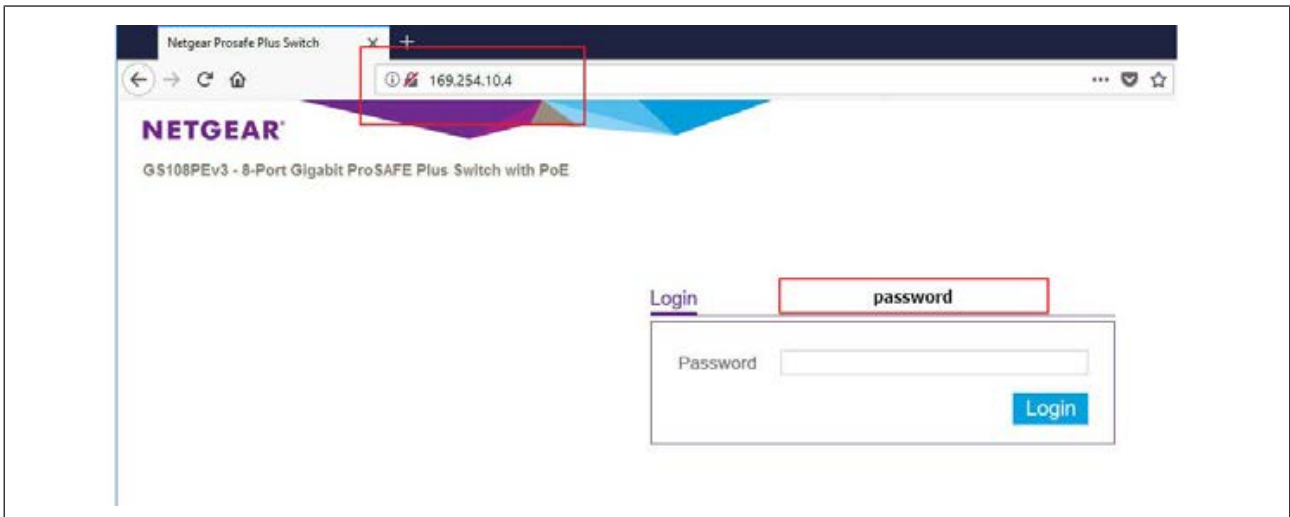 Netgear Prosafe Plus Switch
169.254.10.4
NETGEAR
GS108PEv3 - 8-Port Gigabit ProSAFE Plus Switch with PoE
Login password
Password
Login